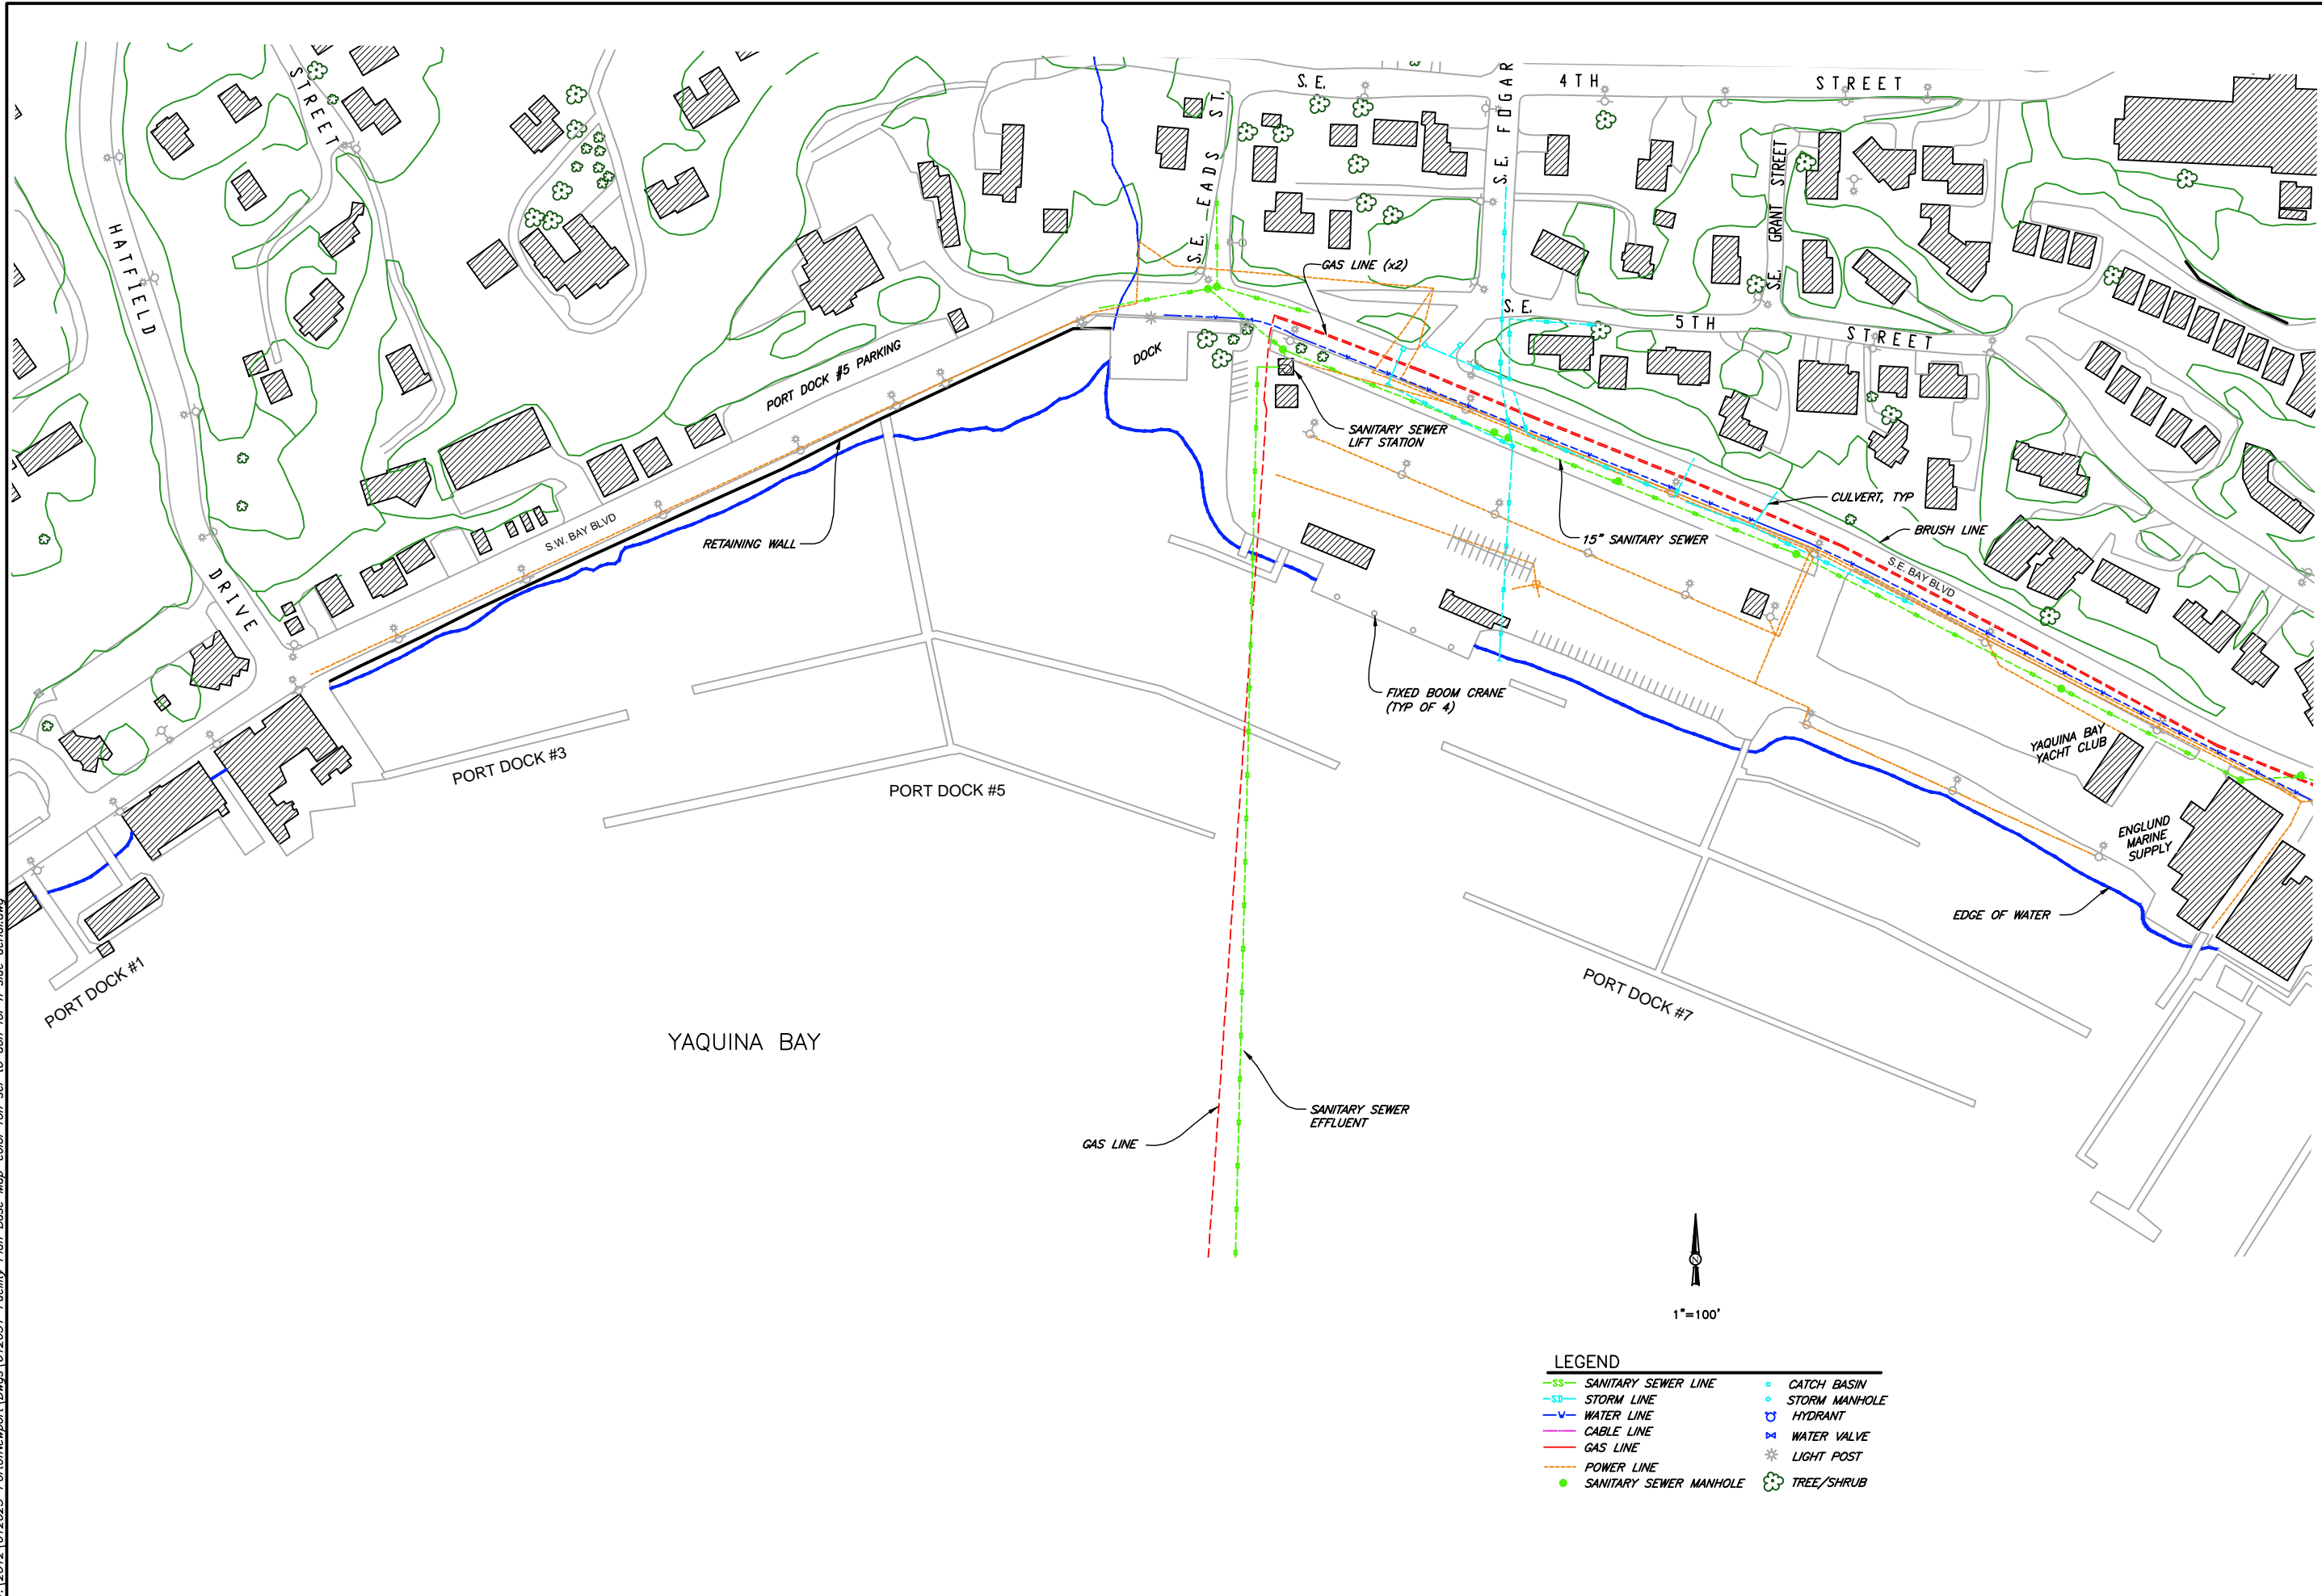 STREET
HATFIELD
DRIVE
S.E. EADS ST.
S. E. 4TH STREET
S.E. FOGAR
S.E. GRANT STREET
S. E. 5TH STREET
GAS LINE (x2)
DOCK
PORT DOCK #5 PARKING
SANITARY SEWER
LIFT STATION
S.W. BAY BLVD
RETAINING WALL
15" SANITARY SEWER
CULVERT, TYP
BRUSH LINE
S.E. BAY BLVD
FIXED BOOM CRANE
(TYP OF 4)
YAQUINA BAY
YACHT CLUB
ENGLUND
MARINE
SUPPLY
EDGE OF WATER
PORT DOCK #3
PORT DOCK #5
PORT DOCK #1
PORT DOCK #7
YAQUINA BAY
SANITARY SEWER
EFFLUENT
GAS LINE
1"=100'
LEGEND
SS SANITARY SEWER LINE
SD STORM LINE
W WATER LINE
CABLE LINE
GAS LINE
POWER LINE
SANITARY SEWER MANHOLE
CATCH BASIN
STORM MANHOLE
HYDRANT
WATER VALVE
LIGHT POST
TREE/SHRUB